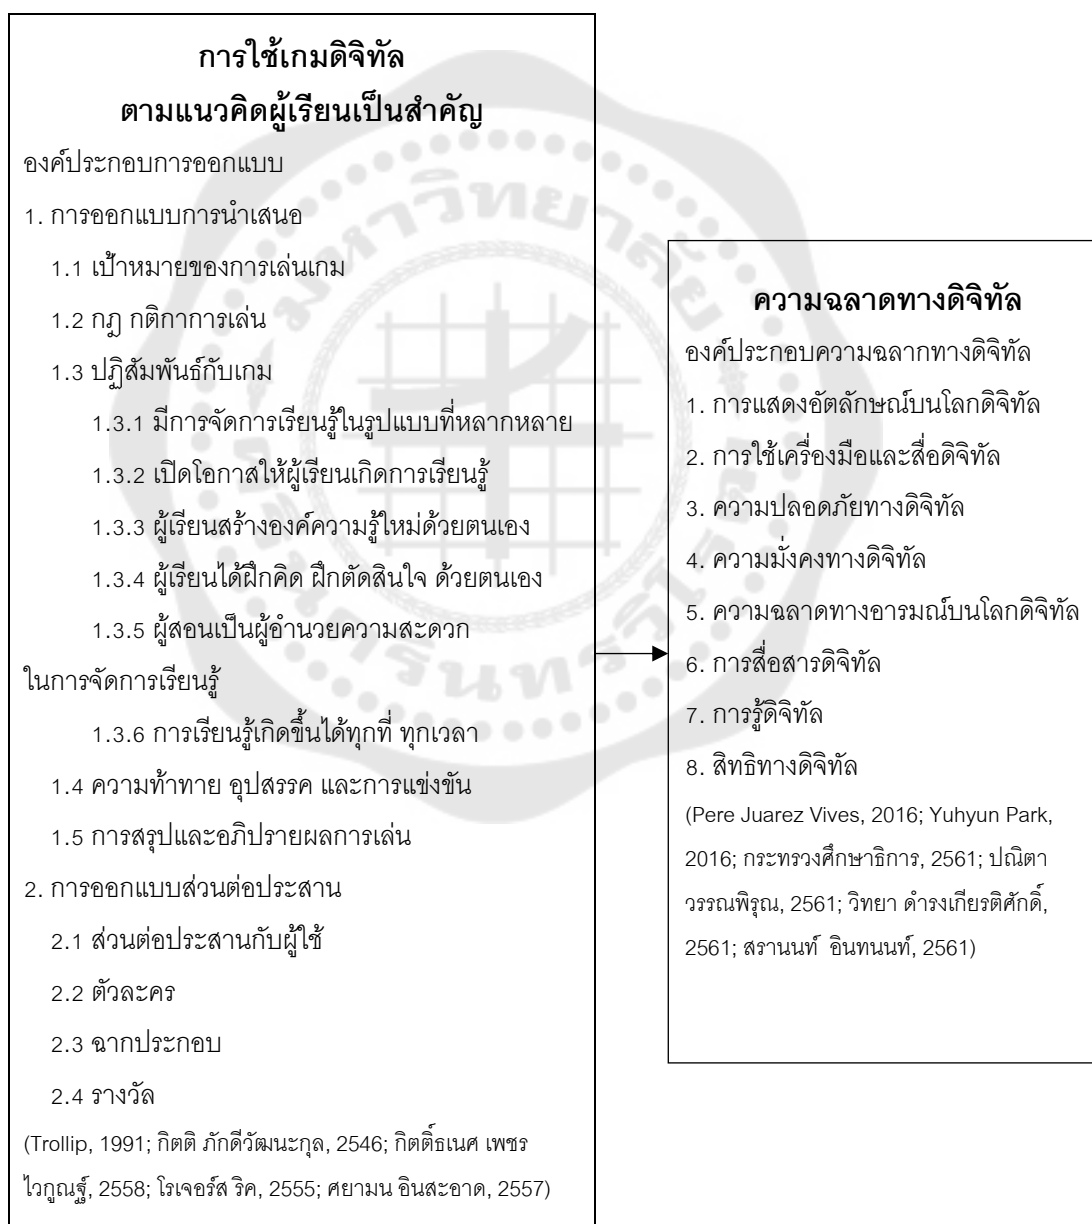 การใช้เกมดิจิทัล
ตามแนวคิดผู้เรียนเป็นสำคัญ
องค์ประกอบการออกแบบ
1. การออกแบบการนำเสนอ
1.1 เป้าหมายของการเล่นเกม
1.2 กฎ กติกาการเล่น
1.3 ปฏิสัมพันธ์กับเกม
1.3.1 มีการจัดการเรียนรู้ในรูปแบบที่หลากหลาย
1.3.2 เปิดโอกาสให้ผู้เรียนเกิดการเรียนรู้
1.3.3 ผู้เรียนสร้างองค์ความรู้ใหม่ด้วยตนเอง
1.3.4 ผู้เรียนได้ฝึกคิด ฝึกตัดสินใจ ด้วยตนเอง
1.3.5 ผู้สอนเป็นผู้อำนวยความสะดวก
ในการจัดการเรียนรู้
1.3.6 การเรียนรู้เกิดขึ้นได้ทุกที่ ทุกเวลา
1.4 ความท้าทาย อุปสรรค และการแข่งขัน
1.5 การสรุปและอภิปรายผลการเล่น
2. การออกแบบส่วนต่อประสาน
2.1 ส่วนต่อประสานกับผู้ใช้
2.2 ตัวละคร
2.3 ฉากประกอบ
2.4 รางวัล
(Trollip, 1991; กิตติ ภักดีวัฒนะกุล, 2546; กิตติ์ธเนศ เพชร
ไวกูณฐ์, 2558; โรเจอร์ส ริค, 2555; ศยามน อินสะอาด, 2557)
ความฉลาดทางดิจิทัล
องค์ประกอบความฉลากทางดิจิทัล
1. การแสดงอัตลักษณ์บนโลกดิจิทัล
2. การใช้เครื่องมือและสื่อดิจิทัล
3. ความปลอดภัยทางดิจิทัล
4. ความมั่งคงทางดิจิทัล
5. ความฉลาดทางอารมณ์บนโลกดิจิทัล
6. การสื่อสารดิจิทัล
7. การรู้ดิจิทัล
8. สิทธิทางดิจิทัล
(Pere Juarez Vives, 2016; Yuhyun Park,
2016; กระทรวงศึกษาธิการ, 2561; ปณิตา
วรรณพิรุณ, 2561; วิทยา ดำรงเกียรติศักดิ์,
2561; สรานนท์ อินทนนท์, 2561)
มหาวิทยาลัย
ศรีนครินทรวิโรฒ